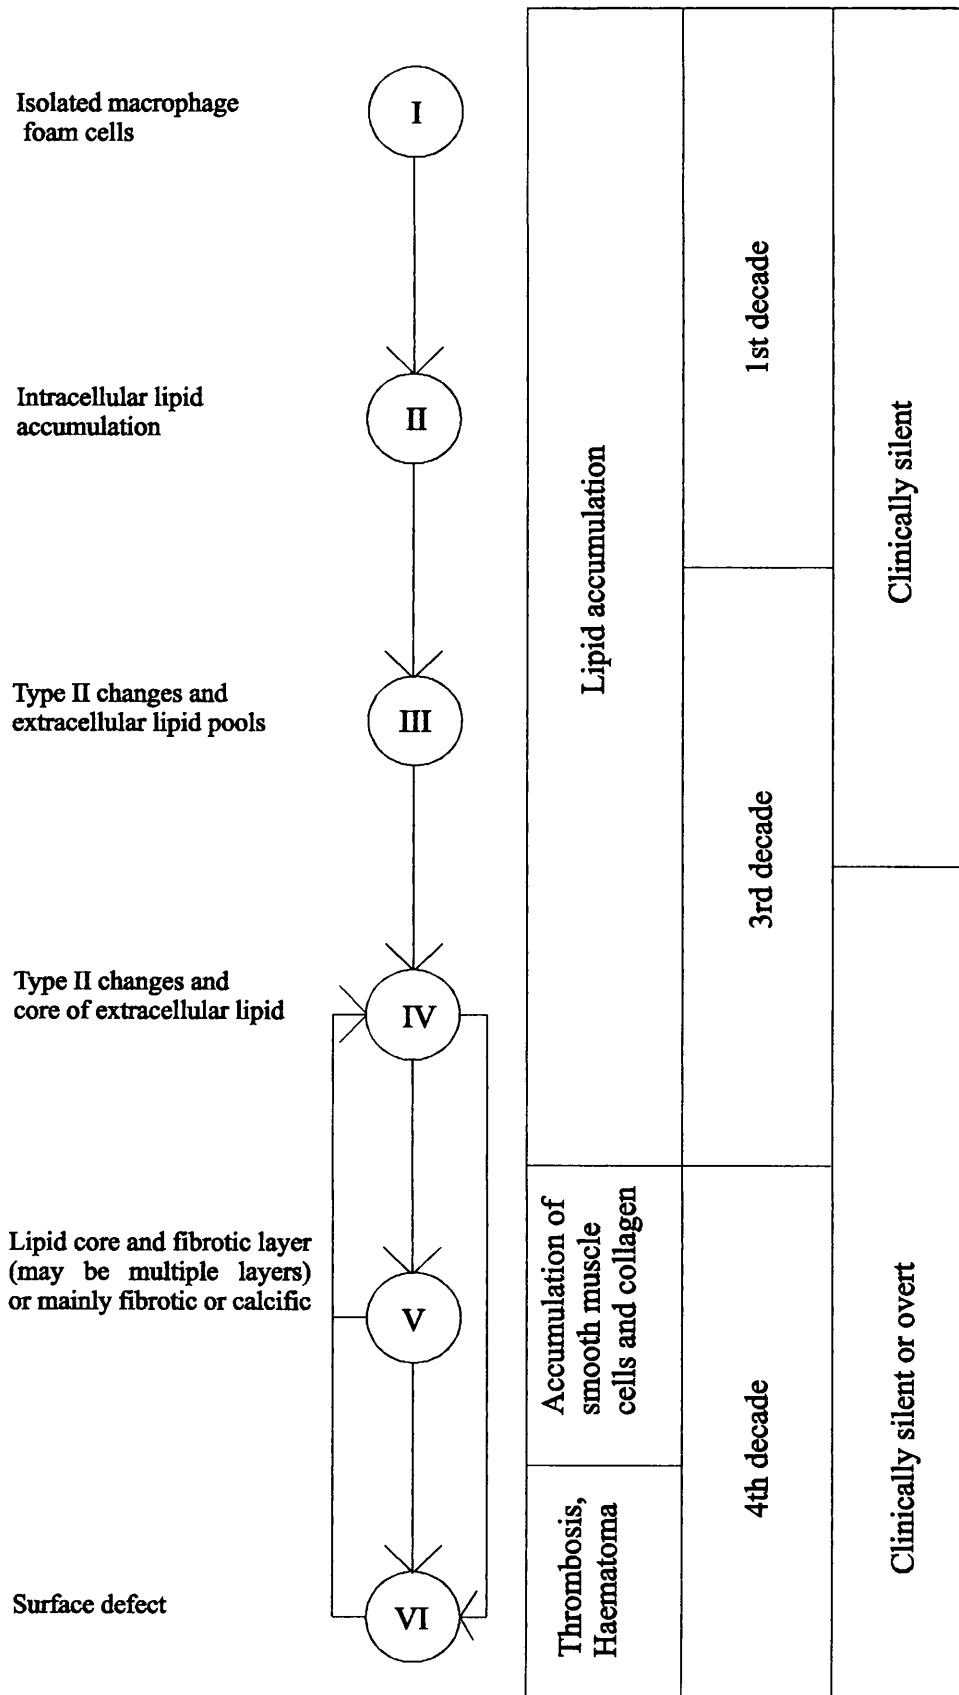 Isolated macrophage
foam cells
I
Intracellular lipid
accumulation
II
Type II changes and
extracellular lipid pools
III
Type II changes and
core of extracellular lipid
IV
Lipid core and fibrotic layer
(may be multiple layers)
or mainly fibrotic or calcific
V
Surface defect
VI
Lipid accumulation
Accumulation of
smooth muscle
cells and collagen
Thrombosis,
Haematoma
1st decade
3rd decade
4th decade
Clinically silent
Clinically silent or overt